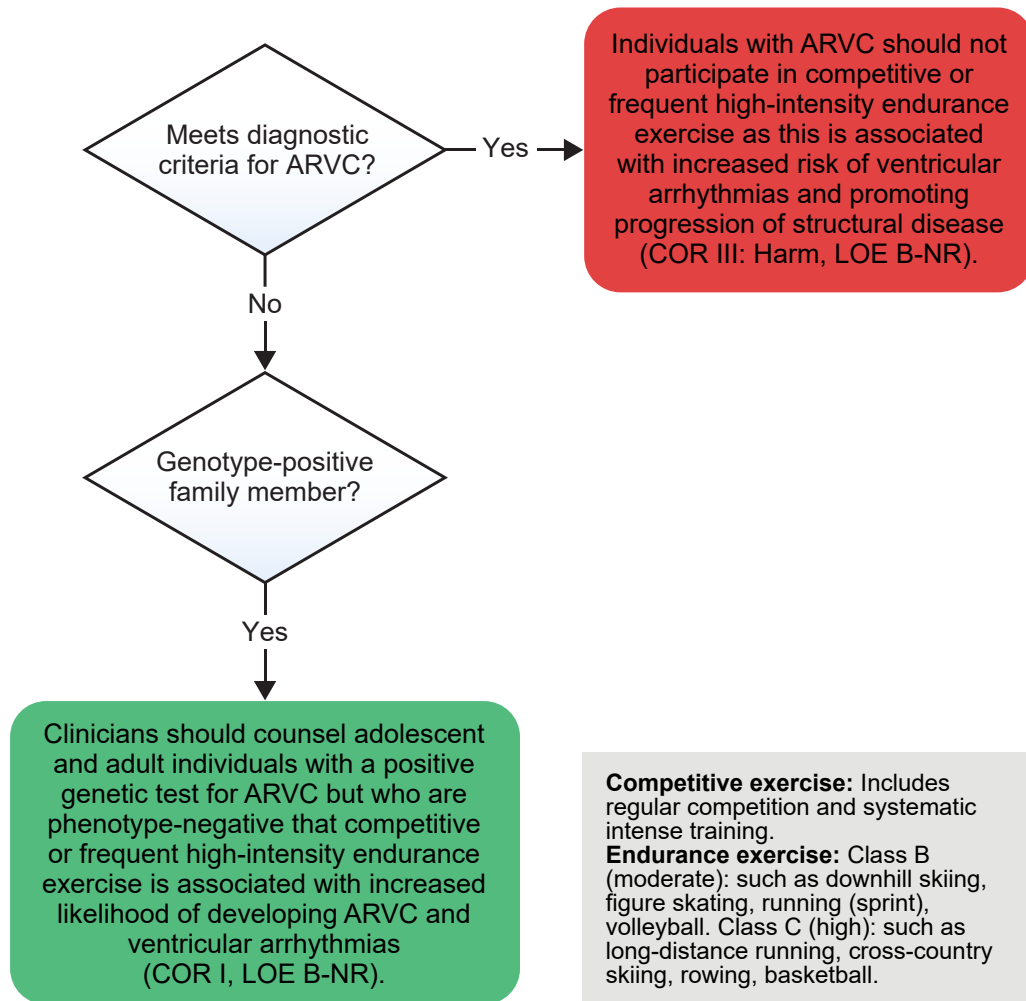 Meets diagnostic
criteria for ARVC?
Yes
Individuals with ARVC should not
participate in competitive or
frequent high-intensity endurance
exercise as this is associated
with increased risk of ventricular
arrhythmias and promoting
progression of structural disease
(COR III: Harm, LOE B-NR).
No
Genotype-positive
family member?
Yes
Clinicians should counsel adolescent
and adult individuals with a positive
genetic test for ARVC but who are
phenotype-negative that competitive
or frequent high-intensity endurance
exercise is associated with increased
likelihood of developing ARVC and
ventricular arrhythmias
(COR I, LOE B-NR).
Competitive exercise: Includes
regular competition and systematic
intense training.
Endurance exercise: Class B
(moderate): such as downhill skiing,
figure skating, running (sprint),
volleyball. Class C (high): such as
long-distance running, cross-country
skiing, rowing, basketball.